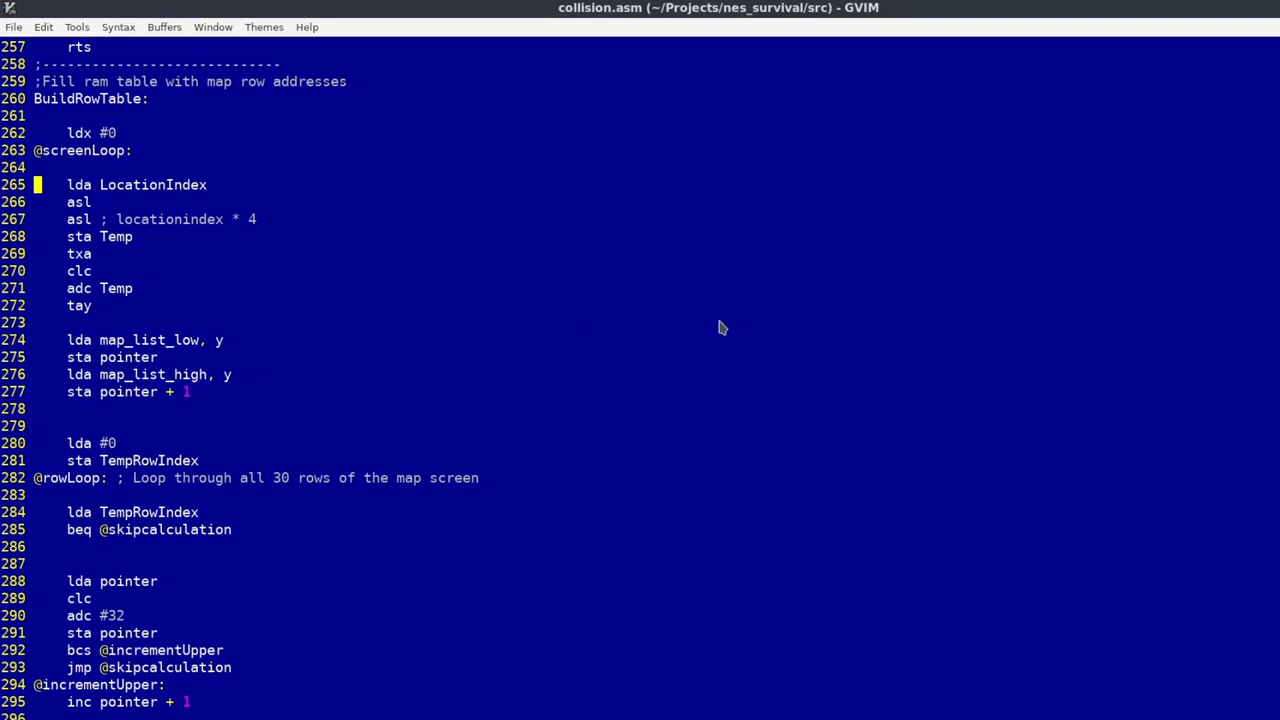 collision.asm (~/Projects/nes_survival/src) - GVIM
File Edit Tools Syntax Buffers Window Themes Help
257 rts
258 ;-----------------------------
259 ;Fill ram table with map row addresses
260 BuildRowTable:
261
262 ldx #0
263 @screenLoop:
264
265 lda LocationIndex
266 asl
267 asl ; locationindex * 4
268 sta Temp
269 txa
270 clc
271 adc Temp
272 tay
273
274 lda map_list_low, y
275 sta pointer
276 lda map_list_high, y
277 sta pointer + 1
278
279
280 lda #0
281 sta TempRowIndex
282 @rowLoop: ; Loop through all 30 rows of the map screen
283
284 lda TempRowIndex
285 beq @skipcalculation
286
287
288 lda pointer
289 clc
290 adc #32
291 sta pointer
292 bcs @incrementUpper
293 jmp @skipcalculation
294 @incrementUpper:
295 inc pointer + 1
296